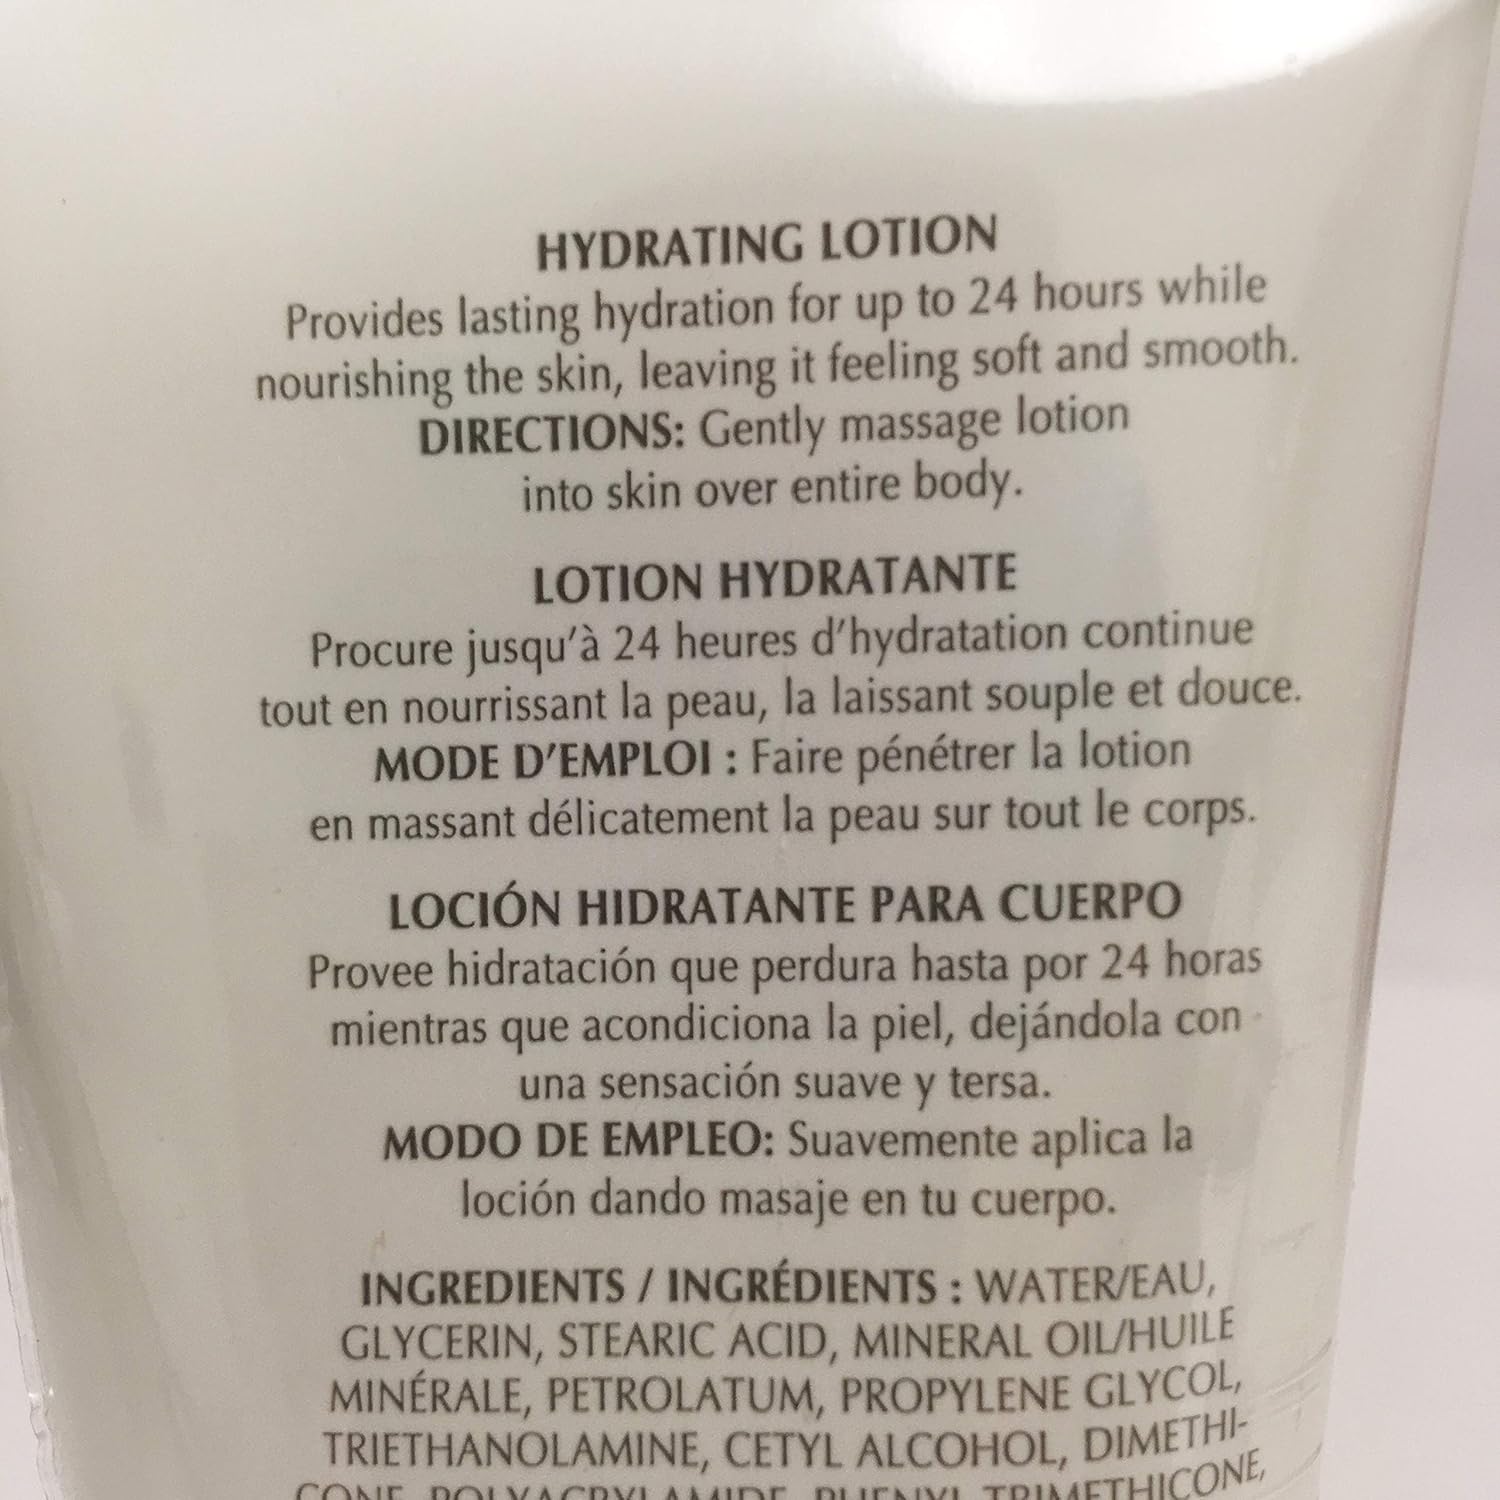 HYDRATING LOTION
Provides lasting hydration for up to 24 hours while
nourishing the skin, leaving it feeling soft and smooth.
DIRECTIONS: Gently massage lotion
into skin over entire body.
LOTION HYDRATANTE
Procure jusqu’à 24 heures d’hydratation continue
tout en nourrissant la peau, la laissant souple et douce.
MODE D’EMPLOI : Faire pénétrer la lotion
en massant délicatement la peau sur tout le corps.
LOCIÓN HIDRATANTE PARA CUERPO
Provee hidratación que perdura hasta por 24 horas
mientras que acondiciona la piel, dejándola con
una sensación suave y tersa.
MODO DE EMPLEO: Suavemente aplica la
loción dando masaje en tu cuerpo.
INGREDIENTS / INGRÉDIENTS : WATER/EAU,
GLYCERIN, STEARIC ACID, MINERAL OIL/HUILE
MINÉRALE, PETROLATUM, PROPYLENE GLYCOL,
TRIETHANOLAMINE, CETYL ALCOHOL, DIMETHI-
CONE, POLYACRYLAMIDE, PHENYL TRIMETHICONE,